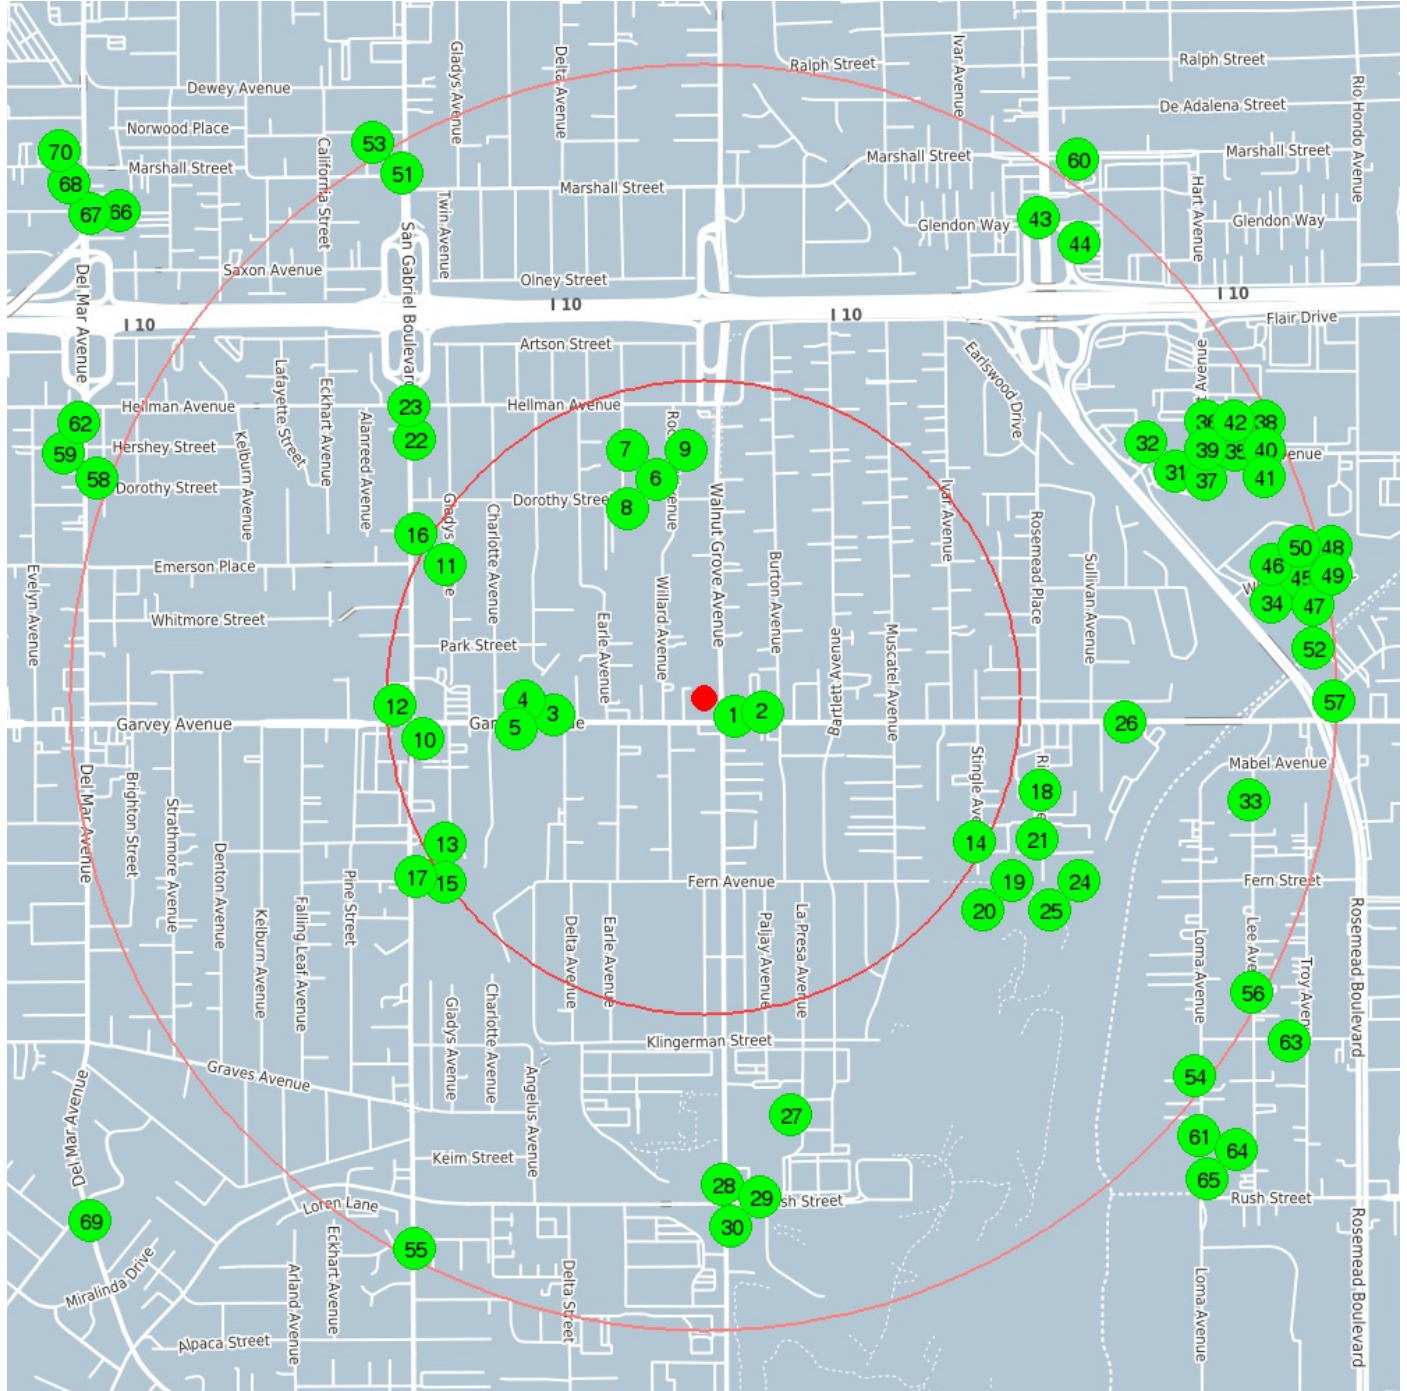 Ralph Street
Ralph Street
Dewey Avenue
Gladys Avenue
Delta Avenue
Ivar Avenue
Rio Hondo Avenue
De Adalena Street
Norwood Place
53
70
Marshall Street
California Street
51
Marshall Street
Marshall Street
60
Marshall Street
Hart Avenue
68
67
66
Twin Avenue
43
Glendon Way
Glendon Way
44
San Gabriel Boulevard
Saxon Avenue
Olney Street
Del Mar Avenue
I 10
I 10
I 10
I 10
Flair Drive
Artson Street
Earlswood Drive
Avenue
Lafayette Street
Eckhart Avenue
Hellman Avenue
23
Hellman Avenue
62
22
Alanreed Avenue
Kelburn Avenue
Hershey Street
59
58
Dorothy Street
7
9
6
8
Dorothy Street
Walnut Grove Avenue
36
42
38
32
39
35
40
31
37
41
Ivar Avenue
Rosemead Place
Sullivan Avenue
16
11
Gladys
Charlotte Avenue
Emerson Place
Evelyn Avenue
Whitmore Street
Park Street
Earle Avenue
Willard Avenue
Burton Avenue
Bartlett Avenue
Muscatel Avenue
50
48
46
45
49
34
47
52
57
12
4
3
5
10
1
2
26
Garvey Avenue
Mabel Avenue
33
Del Mar Avenue
Brighton Street
Strathmore Avenue
Denton Avenue
Kelburn Avenue
Falling Leaf Avenue
Pine Street
13
17
15
Fern Avenue
14
18
21
19
24
20
25
Fern Street
Delta Avenue
Earle Avenue
Paljay Avenue
La Presa Avenue
Loma Avenue
Rosemead Boulevard
56
63
54
Gladys Avenue
Charlotte Avenue
Klingerman Street
Graves Avenue
Angelus Avenue
Del Mar Avenue
27
61
64
65
Keim Street
28
29
30
Rush Street
Loren Lane
69
55
Miralinda Drive
Eckhart Avenue
Arland Avenue
Delta Street
Loma Avenue
Rosemead Boulevard
Alpaca Street